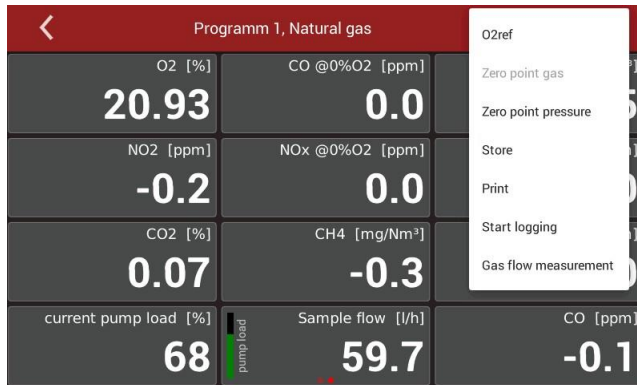 Programm 1, Natural gas
O2 [%]
20.93
CO @0%O2 [ppm]
0.0
NO2 [ppm]
-0.2
NOx @0%O2 [ppm]
0.0
CO2 [%]
0.07
CH4 [mg/Nm³]
-0.3
current pump load [%]
68
pump load
Sample flow [l/h]
59.7
CO [ppm]
-0.1
O2ref
Zero point gas
Zero point pressure
Store
Print
Start logging
Gas flow measurement